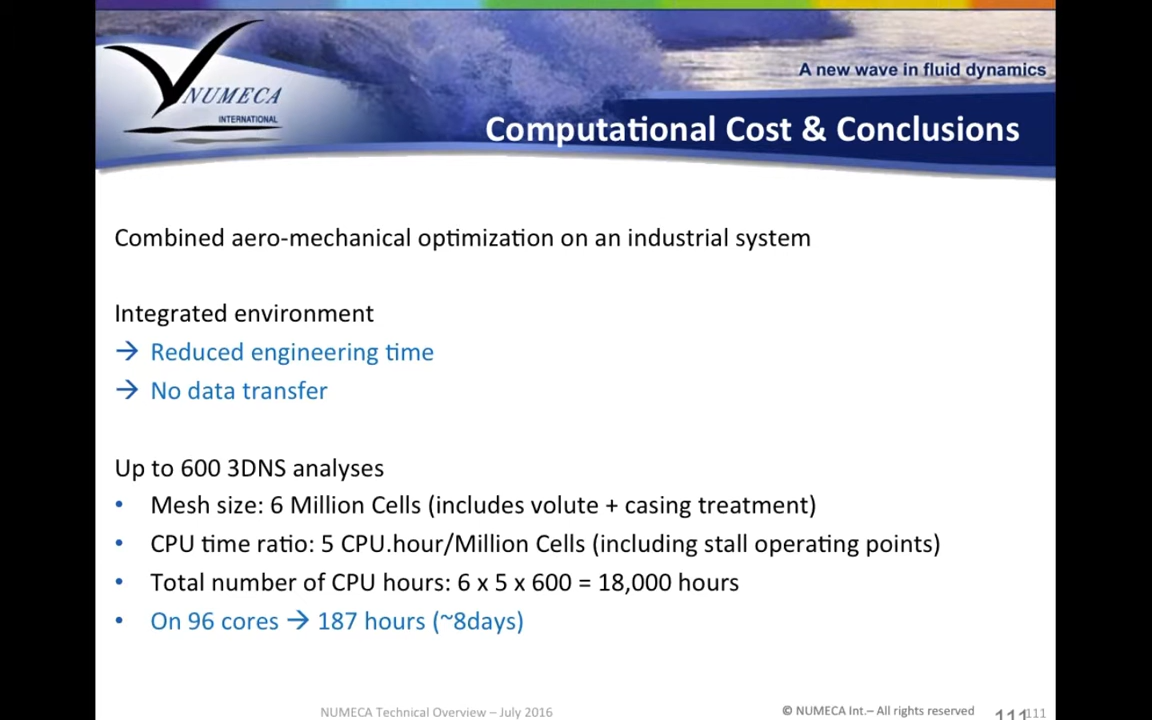 A new wave in fluid dynamics
NUMECA
INTERNATIONAL
Computational Cost & Conclusions
Combined aero-mechanical optimization on an industrial system
Integrated environment
→ Reduced engineering time
→ No data transfer
Up to 600 3DNS analyses
• Mesh size: 6 Million Cells (includes volute + casing treatment)
• CPU time ratio: 5 CPU.hour/Million Cells (including stall operating points)
• Total number of CPU hours: 6 x 5 x 600 = 18,000 hours
• On 96 cores → 187 hours (~8days)
NUMECA Technical Overview – July 2016
© NUMECA Int.– All rights reserved
111 111